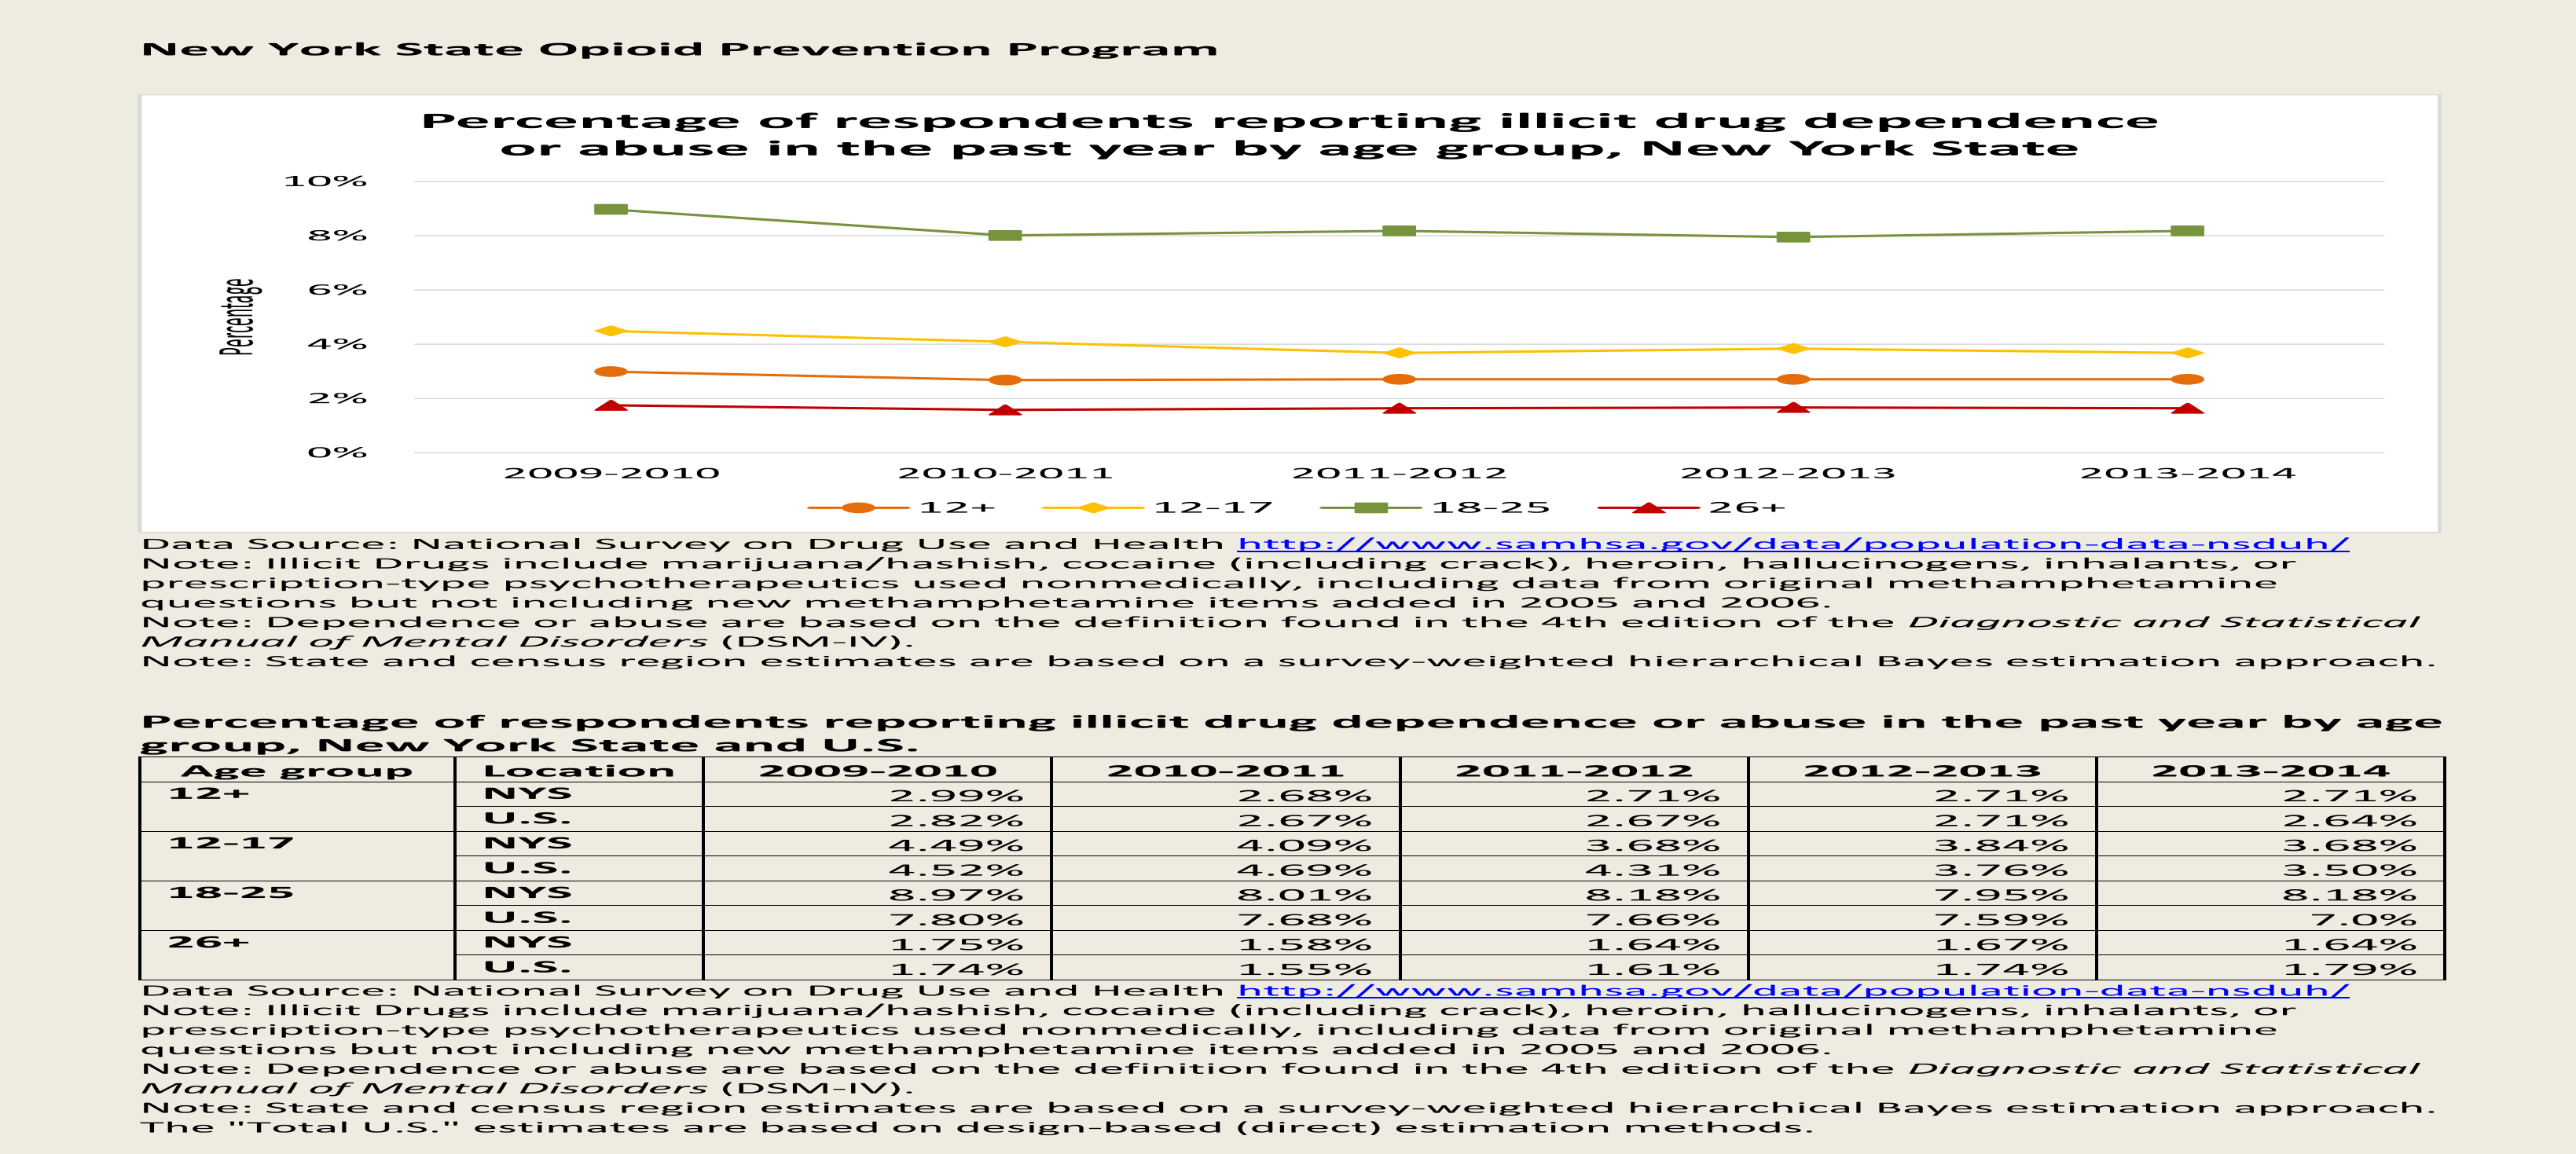 New York State Opioid Prevention Program
Percentage of respondents reporting illicit drug dependence
or abuse in the past year by age group, New York State
10%
8%
6%
4%
2%
0%
Percentage
2009-2010 2010-2011 2011-2012 2012-2013 2013-2014
12+ 12-17 18-25 26+
Data Source: National Survey on Drug Use and Health http://www.samhsa.gov/data/population-data-nsduh/
Note: Illicit Drugs include marijuana/hashish, cocaine (including crack), heroin, hallucinogens, inhalants, or
prescription-type psychotherapeutics used nonmedically, including data from original methamphetamine
questions but not including new methamphetamine items added in 2005 and 2006.
Note: Dependence or abuse are based on the definition found in the 4th edition of the Diagnostic and Statistical
Manual of Mental Disorders (DSM-IV).
Note: State and census region estimates are based on a survey-weighted hierarchical Bayes estimation approach.
Percentage of respondents reporting illicit drug dependence or abuse in the past year by age
group, New York State and U.S.
Age group Location 2009-2010 2010-2011 2011-2012 2012-2013 2013-2014
12+ NYS 2.99% 2.68% 2.71% 2.71% 2.71%
U.S. 2.82% 2.67% 2.67% 2.71% 2.64%
12-17 NYS 4.49% 4.09% 3.68% 3.84% 3.68%
U.S. 4.52% 4.69% 4.31% 3.76% 3.50%
18-25 NYS 8.97% 8.01% 8.18% 7.95% 8.18%
U.S. 7.80% 7.68% 7.66% 7.59% 7.0%
26+ NYS 1.75% 1.58% 1.64% 1.67% 1.64%
U.S. 1.74% 1.55% 1.61% 1.74% 1.79%
Data Source: National Survey on Drug Use and Health http://www.samhsa.gov/data/population-data-nsduh/
Note: Illicit Drugs include marijuana/hashish, cocaine (including crack), heroin, hallucinogens, inhalants, or
prescription-type psychotherapeutics used nonmedically, including data from original methamphetamine
questions but not including new methamphetamine items added in 2005 and 2006.
Note: Dependence or abuse are based on the definition found in the 4th edition of the Diagnostic and Statistical
Manual of Mental Disorders (DSM-IV).
Note: State and census region estimates are based on a survey-weighted hierarchical Bayes estimation approach.
The "Total U.S." estimates are based on design-based (direct) estimation methods.